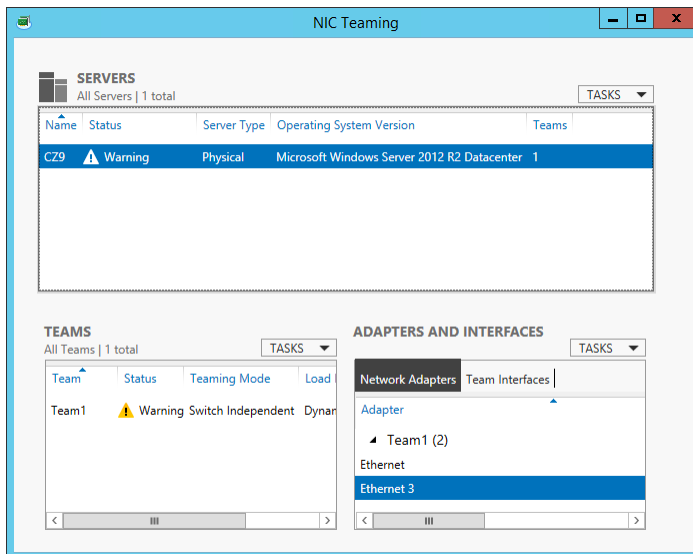 NIC Teaming
SERVERS
All Servers | 1 total
TASKS
Name Status Server Type Operating System Version Teams
CZ9 Warning Physical Microsoft Windows Server 2012 R2 Datacenter 1
TEAMS
All Teams | 1 total
TASKS
Team Status Teaming Mode Load
Team1 Warning Switch Independent Dynar
ADAPTERS AND INTERFACES
TASKS
Network Adapters Team Interfaces
Adapter
Team1 (2)
Ethernet
Ethernet 3